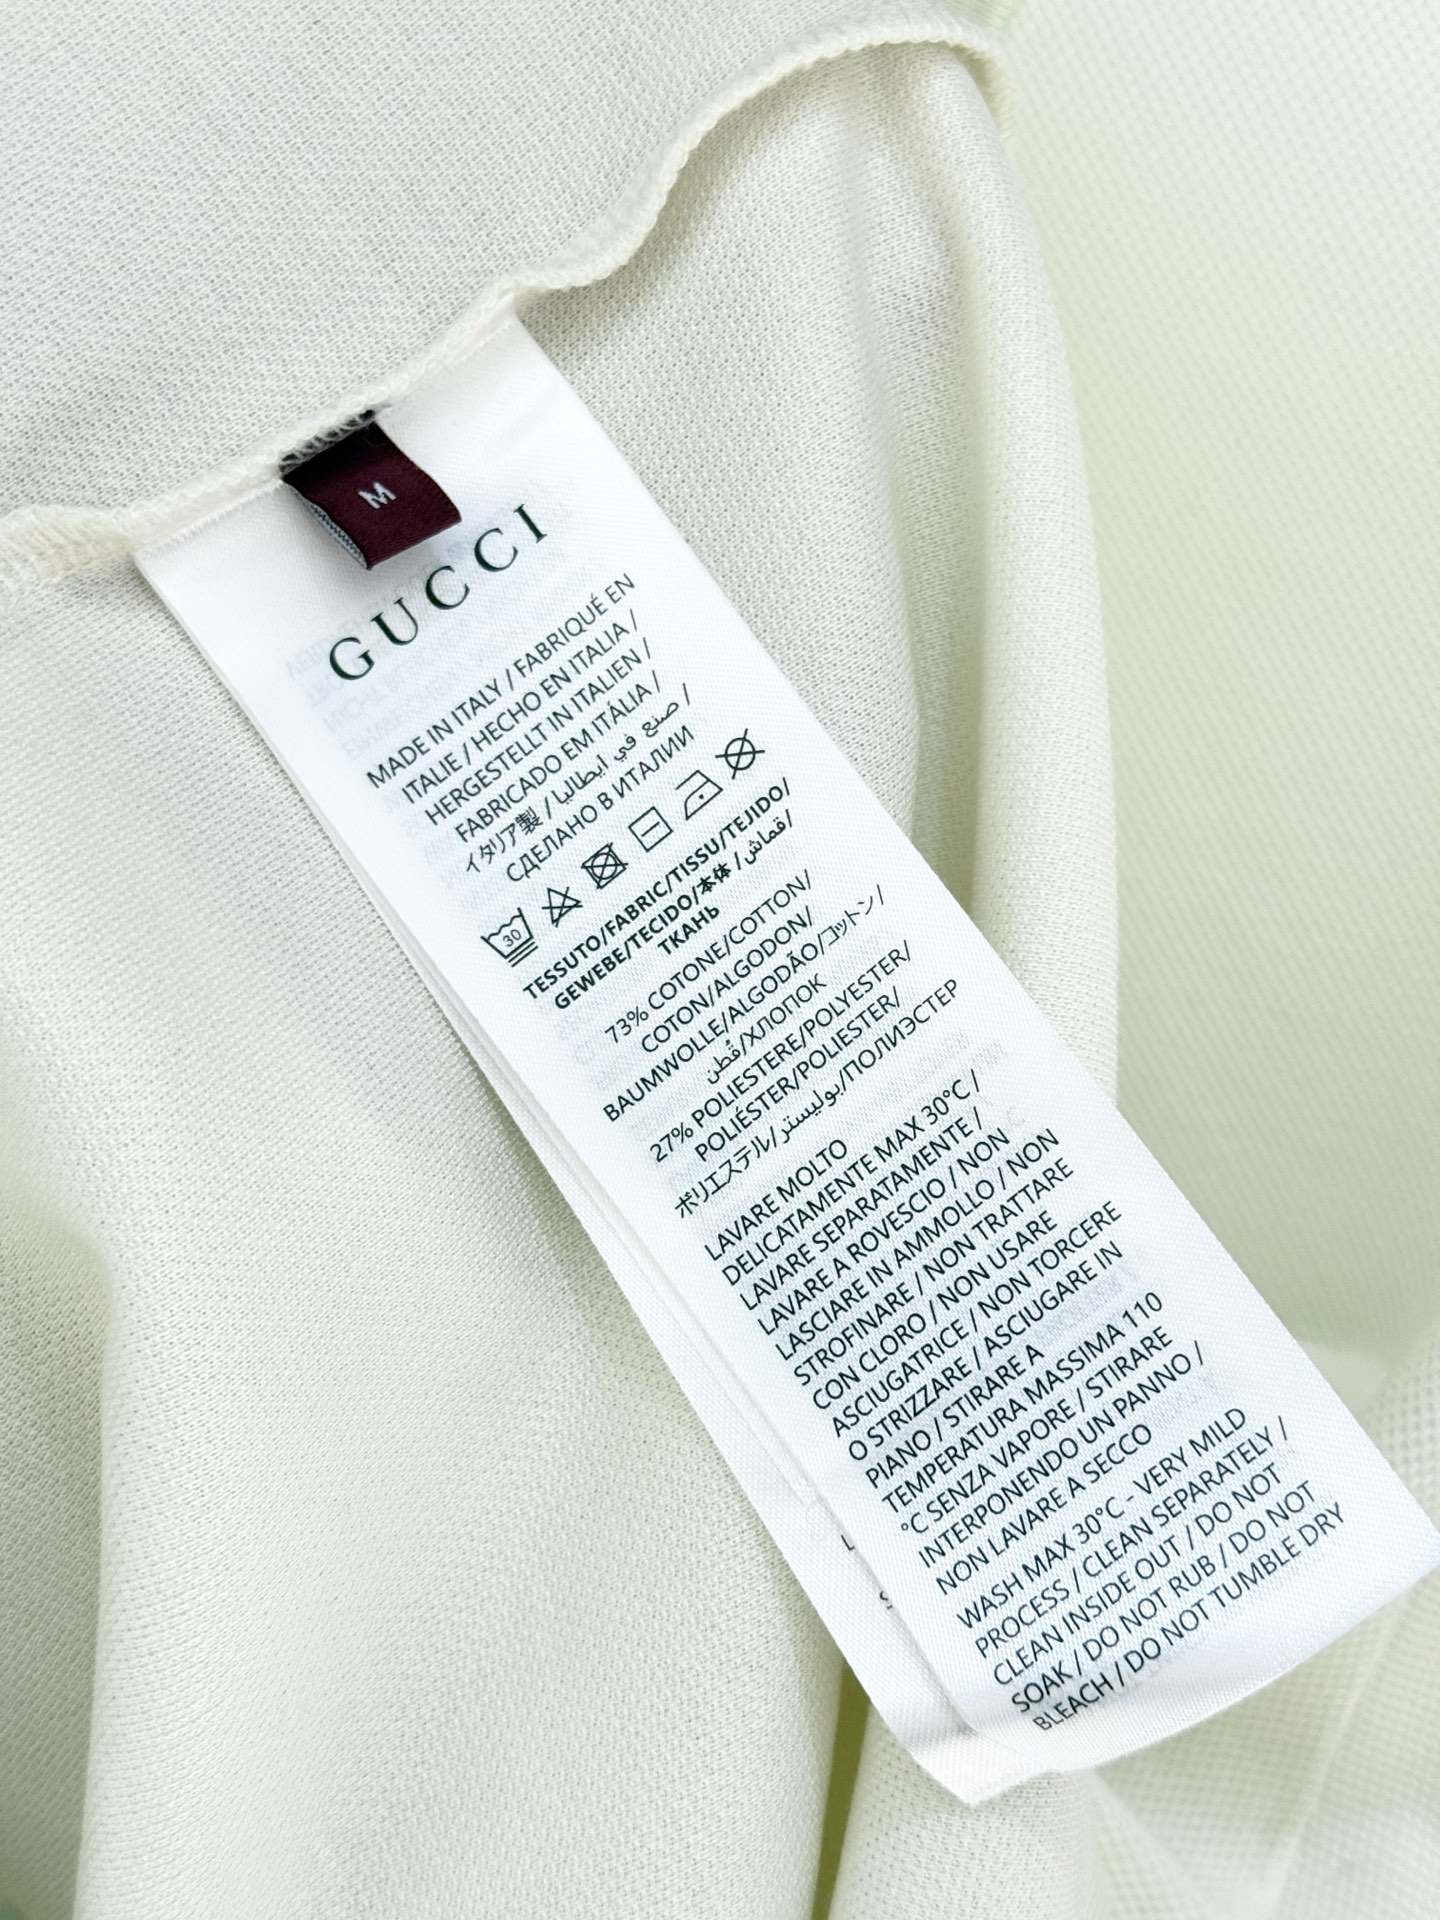 M
GUCCI
MADE IN ITALY / FABRIQUÉ EN
ITALIE / HECHO EN ITALIA /
HERGESTELLT IN ITALIEN /
FABRICADO EM ITÁLIA /
イタリア製 / صنع في ايطاليا /
СДЕЛАНО В ИТАЛИИ
30
TESSUTO/FABRIC/TISSU/TEJIDO/
GEWEBE/TECIDO/本体/قماش/
ТКАНЬ
73% COTONE/COTTON/
COTON/ALGODON/
BAUMWOLLE/ALGODÃO/コットン/
قُطن/ХЛОПОК
27% POLIESTERE/POLYESTER/
POLIÉSTER/POLIESTER/
ポリエステル/بوليستر/ПОЛИЭСТЕР
LAVARE MOLTO
DELICATAMENTE MAX 30°C /
LAVARE SEPARATAMENTE /
LAVARE A ROVESCIO / NON
LASCIARE IN AMMOLLO / NON
STROFINARE / NON TRATTARE
CON CLORO / NON USARE
ASCIUGATRICE / NON TORCERE
O STRIZZARE / ASCIUGARE IN
PIANO / STIRARE A
TEMPERATURA MASSIMA 110
°C SENZA VAPORE / STIRARE
INTERPONENDO UN PANNO /
NON LAVARE A SECCO
WASH MAX 30°C - VERY MILD
PROCESS / CLEAN SEPARATELY /
CLEAN INSIDE OUT / DO NOT
SOAK / DO NOT RUB / DO NOT
BLEACH / DO NOT TUMBLE DRY